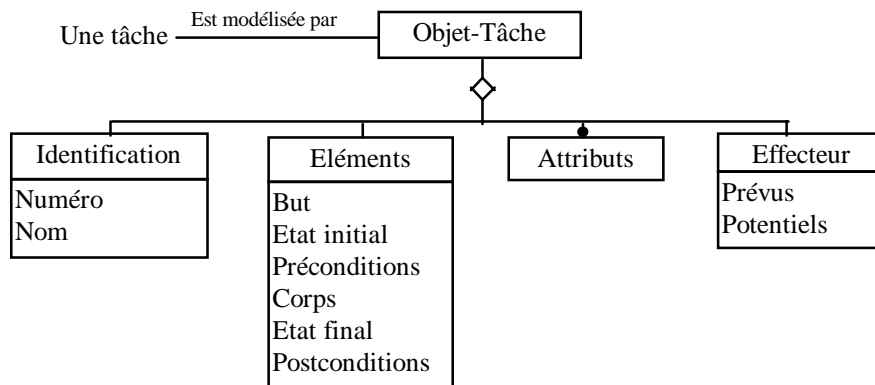 Est modélisée par
Une tâche
Objet-Tâche
Identification
Numéro
Nom
Eléments
But
Etat initial
Préconditions
Corps
Etat final
Postconditions
Attributs
Effecteur
Prévus
Potentiels